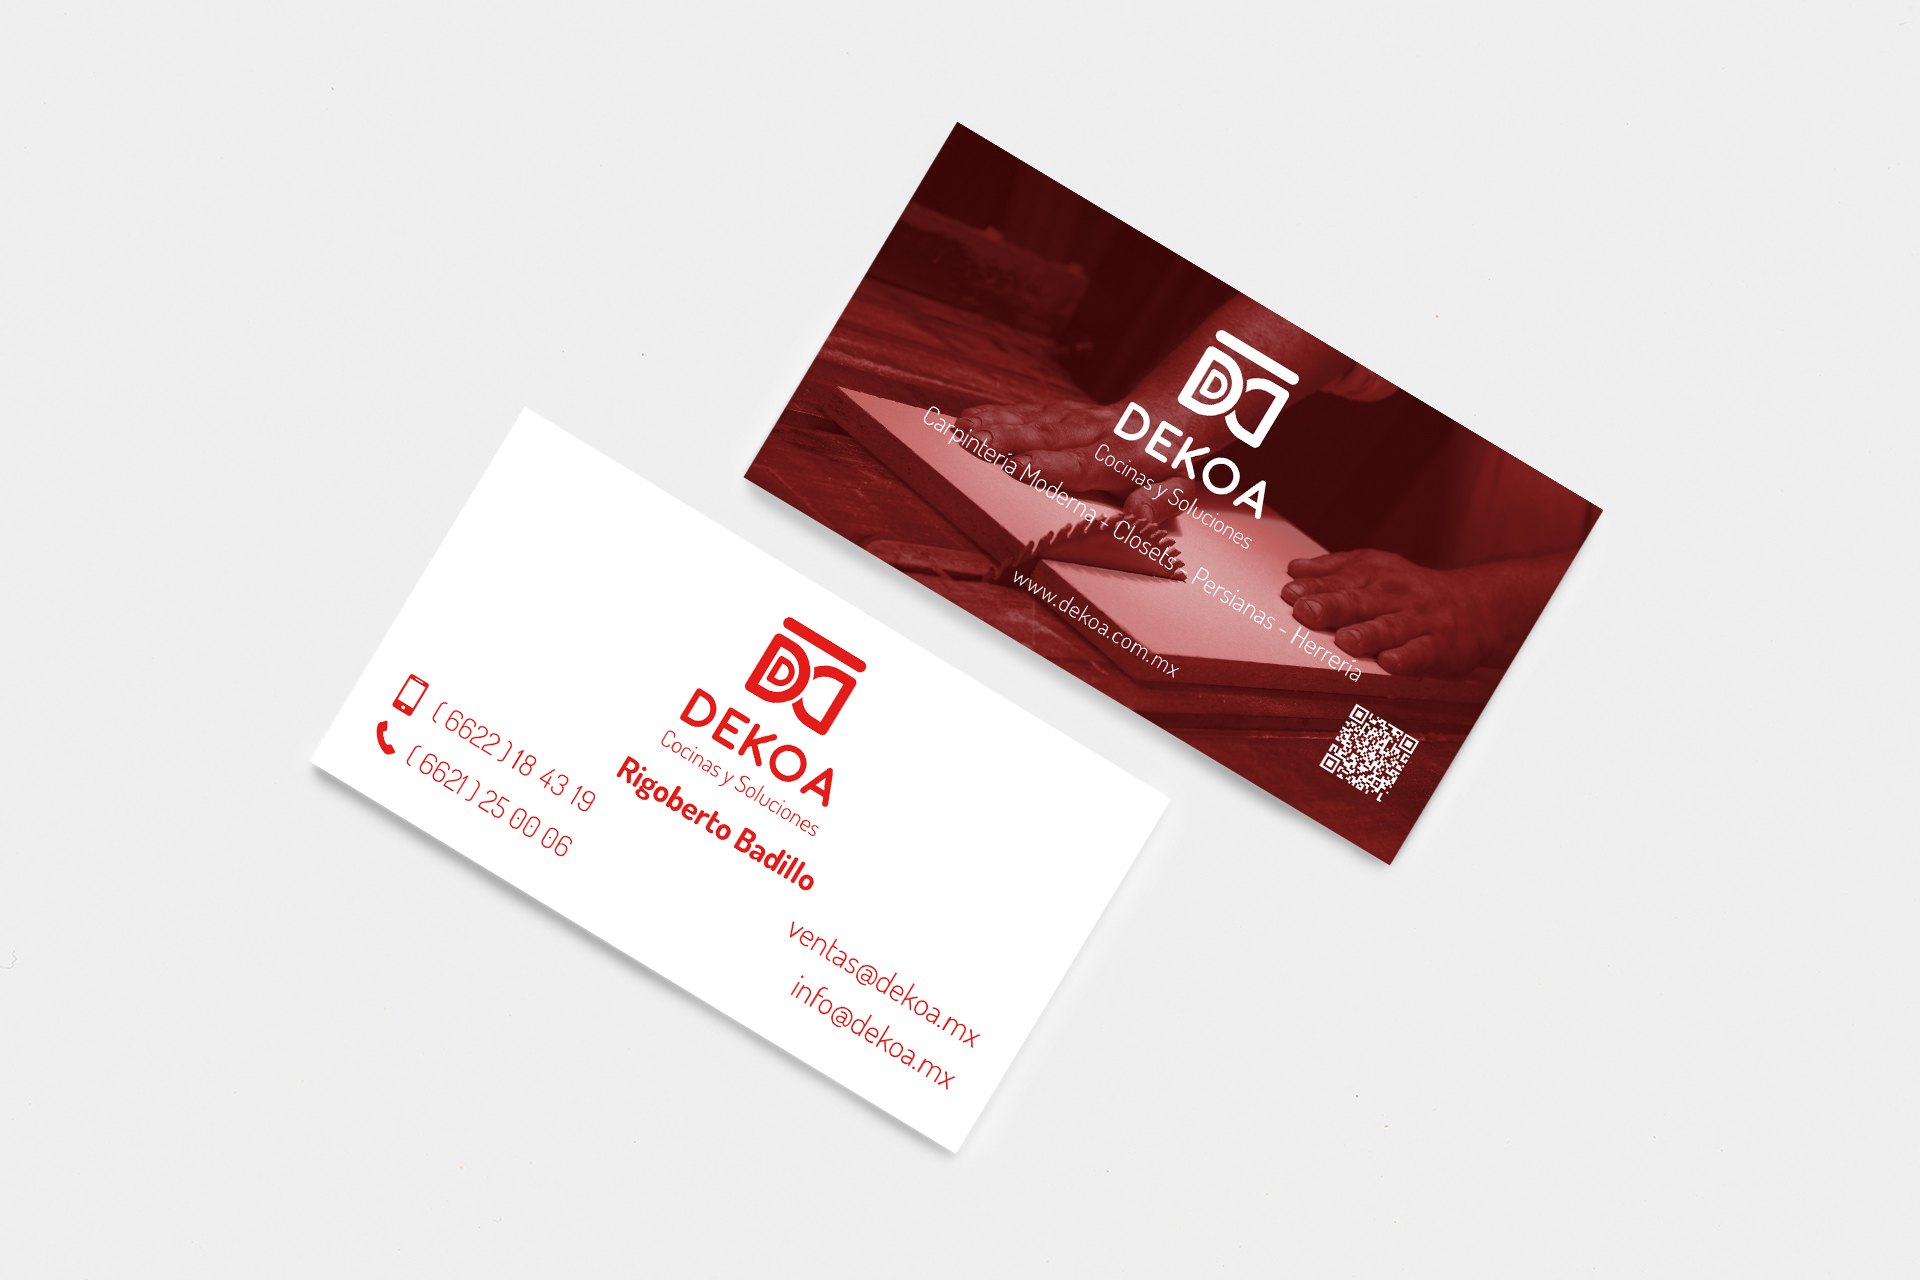 DEKOA
Cocinas y Soluciones
Carpintería Moderna - Closets - Persianas - Herrería
www.dekoa.com.mx
DEKOA
Cocinas y Soluciones
Rigoberto Badillo
( 6622 ) 18 43 19
( 6621 ) 25 00 06
ventas@dekoa.mx
info@dekoa.mx